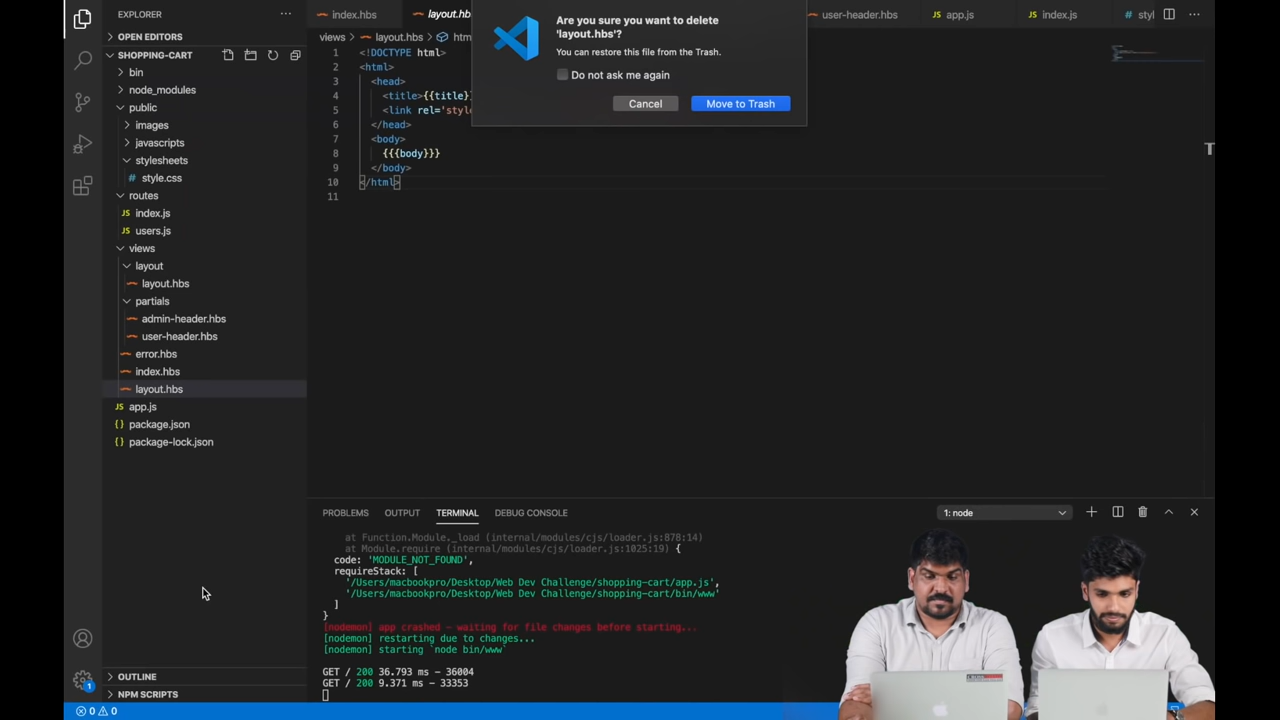 EXPLORER
OPEN EDITORS
SHOPPING-CART
bin
node_modules
public
images
javascripts
stylesheets
# style.css
routes
JS index.js
JS users.js
views
layout
layout.hbs
partials
admin-header.hbs
user-header.hbs
error.hbs
index.hbs
layout.hbs
JS app.js
{} package.json
{} package-lock.json
OUTLINE
NPM SCRIPTS
index.hbs
layout.hb
user-header.hbs
JS app.js
JS index.js
# styl
views > layout.hbs > htm
1 <!DOCTYPE html>
2 <html>
3 <head>
4 <title>{{title}
5 <link rel='style
6 </head>
7 <body>
8 {{{body}}}
9 </body>
10 </html>
11
Are you sure you want to delete
'layout.hbs'?
You can restore this file from the Trash.
Do not ask me again
Cancel
Move to Trash
PROBLEMS OUTPUT TERMINAL DEBUG CONSOLE
1: node
at Function.Module._load (internal/modules/cjs/loader.js:878:14)
at Module.require (internal/modules/cjs/loader.js:1025:19) {
code: 'MODULE_NOT_FOUND',
requireStack: [
'/Users/macbookpro/Desktop/Web Dev Challenge/shopping-cart/app.js',
'/Users/macbookpro/Desktop/Web Dev Challenge/shopping-cart/bin/www'
]
}
[nodemon] app crashed - waiting for file changes before starting...
[nodemon] restarting due to changes...
[nodemon] starting `node bin/www`
GET / 200 36.793 ms - 36004
GET / 200 9.371 ms - 33353
1
0 0